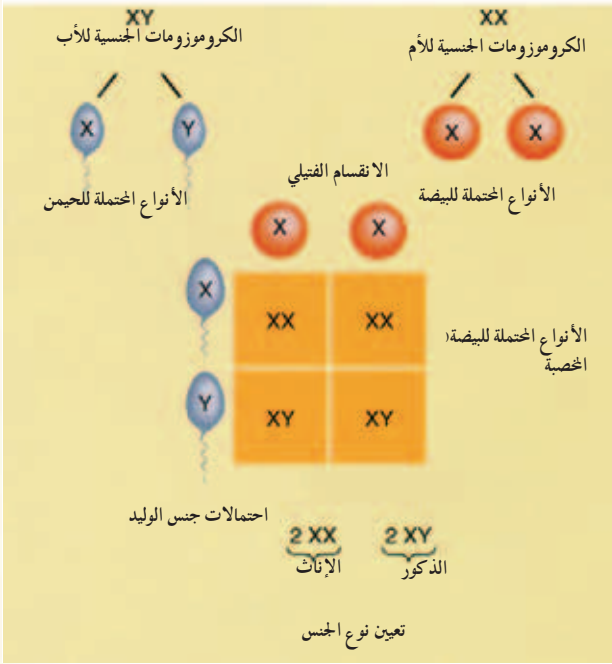 XY
الكروموزومات الجنسية للأب
XX
الكروموزومات الجنسية للأم
X
Y
X
X
الأنواع المحتملة للحيمن
الأنواع المحتملة للبيضة
الانقسام الفتيلي
X
X
X
XX
XX
الأنواع المحتملة للبيضة(
المخصبة
Y
XY
XY
احتمالات جنس الوليد
2 XX
2 XY
الإناث
الذكور
تعيين نوع الجنس